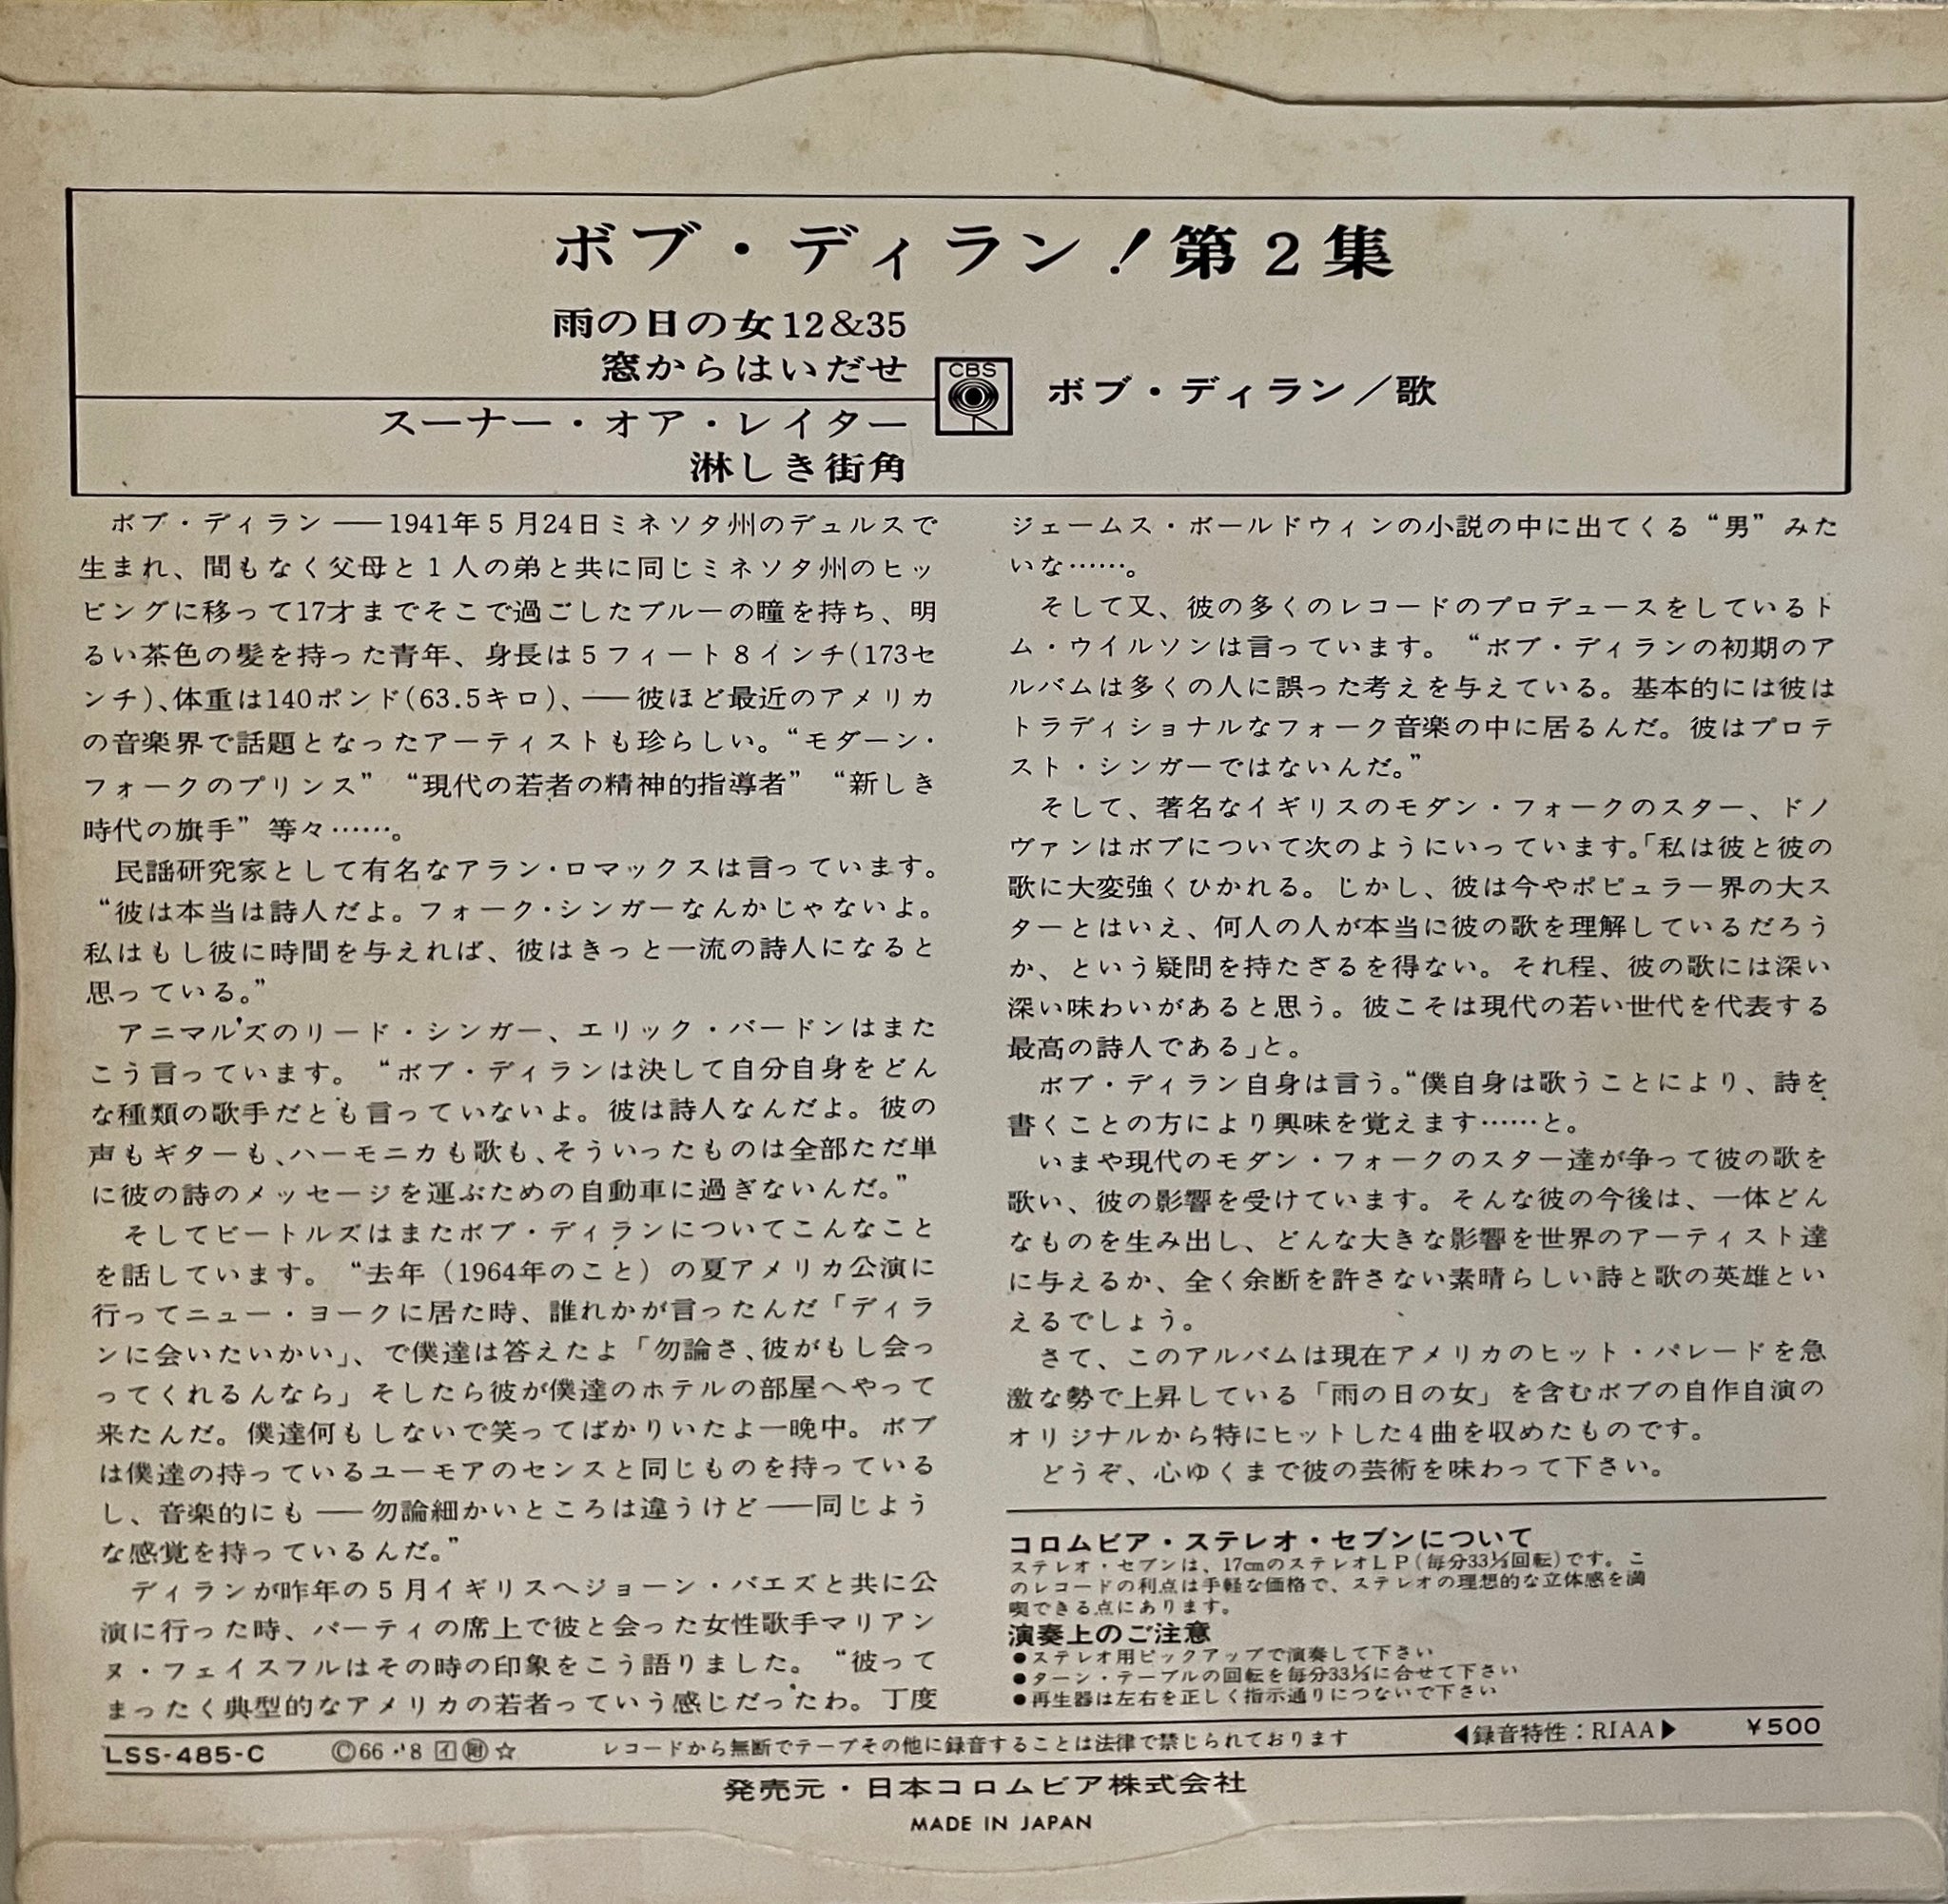 ボブ・ディラン！第2集
雨の日の女12&35
窓からはいだせ
スーナー・オア・レイター
淋しき街角
CBS
ボブ・ディラン／歌
ボブ・ディラン――1941年5月24日ミネソタ州のデュルスで
生まれ、間もなく父母と1人の弟と共に同じミネソタ州のヒッ
ビングに移って17才までそこで過ごしたブルーの瞳を持ち、明
るい茶色の髪を持った青年、身長は5フィート8インチ(173セ
ンチ)、体重は140ポンド(63.5キロ)、――彼ほど最近のアメリカ
の音楽界で話題となったアーティストも珍らしい。“モダーン・
フォークのプリンス”“現代の若者の精神的指導者”“新しき
時代の旗手”等々……。
民謡研究家として有名なアラン・ロマックスは言っています。
“彼は本当は詩人だよ。フォーク・シンガーなんかじゃないよ。
私はもし彼に時間を与えれば、彼はきっと一流の詩人になると
思っている。”
アニマルズのリード・シンガー、エリック・バードンはまた
こう言っています。“ボブ・ディランは決して自分自身をどん
な種類の歌手だとも言っていないよ。彼は詩人なんだよ。彼の
声もギターも、ハーモニカも歌も、そういったものは全部ただ単
に彼の詩のメッセージを運ぶための自動車に過ぎないんだ。”
そしてビートルズはまたボブ・ディランについてこんなこと
を話しています。“去年（1964年のこと）の夏アメリカ公演に
行ってニュー・ヨークに居た時、誰れかが言ったんだ「ディラ
ンに会いたいかい」、で僕達は答えたよ「勿論さ、彼がもし会っ
ってくれるんなら」そしたら彼が僕達のホテルの部屋へやって
来たんだ。僕達何もしないで笑ってばかりいたよ一晩中。ボブ
は僕達の持っているユーモアのセンスと同じものを持っている
し、音楽的にも――勿論細かいところは違うけど――同じよう
な感覚を持っているんだ。”
ディランが昨年の5月イギリスへジョーン・バエズと共に公
演に行った時、パーティの席上で彼と会った女性歌手マリアン
ヌ・フェイスフルはその時の印象をこう語りました。“彼って
まったく典型的なアメリカの若者っていう感じだったわ。丁度
ジェームス・ボールドウィンの小説の中に出てくる“男”みた
いな……。
そして又、彼の多くのレコードのプロデュースをしているト
ム・ウイルソンは言っています。“ボブ・ディランの初期のア
ルバムは多くの人に誤った考えを与えている。基本的には彼は
トラディショナルなフォーク音楽の中に居るんだ。彼はプロテ
スト・シンガーではないんだ。”
そして、著名なイギリスのモダン・フォークのスター、ドノ
ヴァンはボブについて次のようにいっています。「私は彼と彼の
歌に大変強くひかれる。じかし、彼は今やポピュラー界の大ス
ターとはいえ、何人の人が本当に彼の歌を理解しているだろう
か、という疑問を持たざるを得ない。それ程、彼の歌には深い
深い味わいがあると思う。彼こそは現代の若い世代を代表する
最高の詩人である」と。
ボブ・ディラン自身は言う。“僕自身は歌うことにより、詩を
書くことの方により興味を覚えます……と。
いまや現代のモダン・フォークのスター達が争って彼の歌を
歌い、彼の影響を受けています。そんな彼の今後は、一体どん
なものを生み出し、どんな大きな影響を世界のアーティスト達
に与えるか、全く余断を許さない素晴らしい詩と歌の英雄とい
えるでしょう。
さて、このアルバムは現在アメリカのヒット・パレードを急
激な勢で上昇している「雨の日の女」を含むボブの自作自演の
オリジナルから特にヒットした4曲を収めたものです。
どうぞ、心ゆくまで彼の芸術を味わって下さい。
コロムビア・ステレオ・セブンについて
ステレオ・セブンは、17㎝のステレオLP(毎分33⅓回転)です。こ
のレコードの利点は手軽な価格で、ステレオの理想的な立体感を満
喫できる点にあります。
演奏上のご注意
●ステレオ用ピックアップで演奏して下さい
●ターン・テーブルの回転を毎分33⅓に合せて下さい
●再生器は左右を正しく指示通りにつないで下さい
LSS-485-C ©66・'8 イ 附 ☆ レコードから無断でテープその他に録音することは法律で禁じられております ◀録音特性：RIAA▶ ￥500
発売元・日本コロムビア株式会社
MADE IN JAPAN